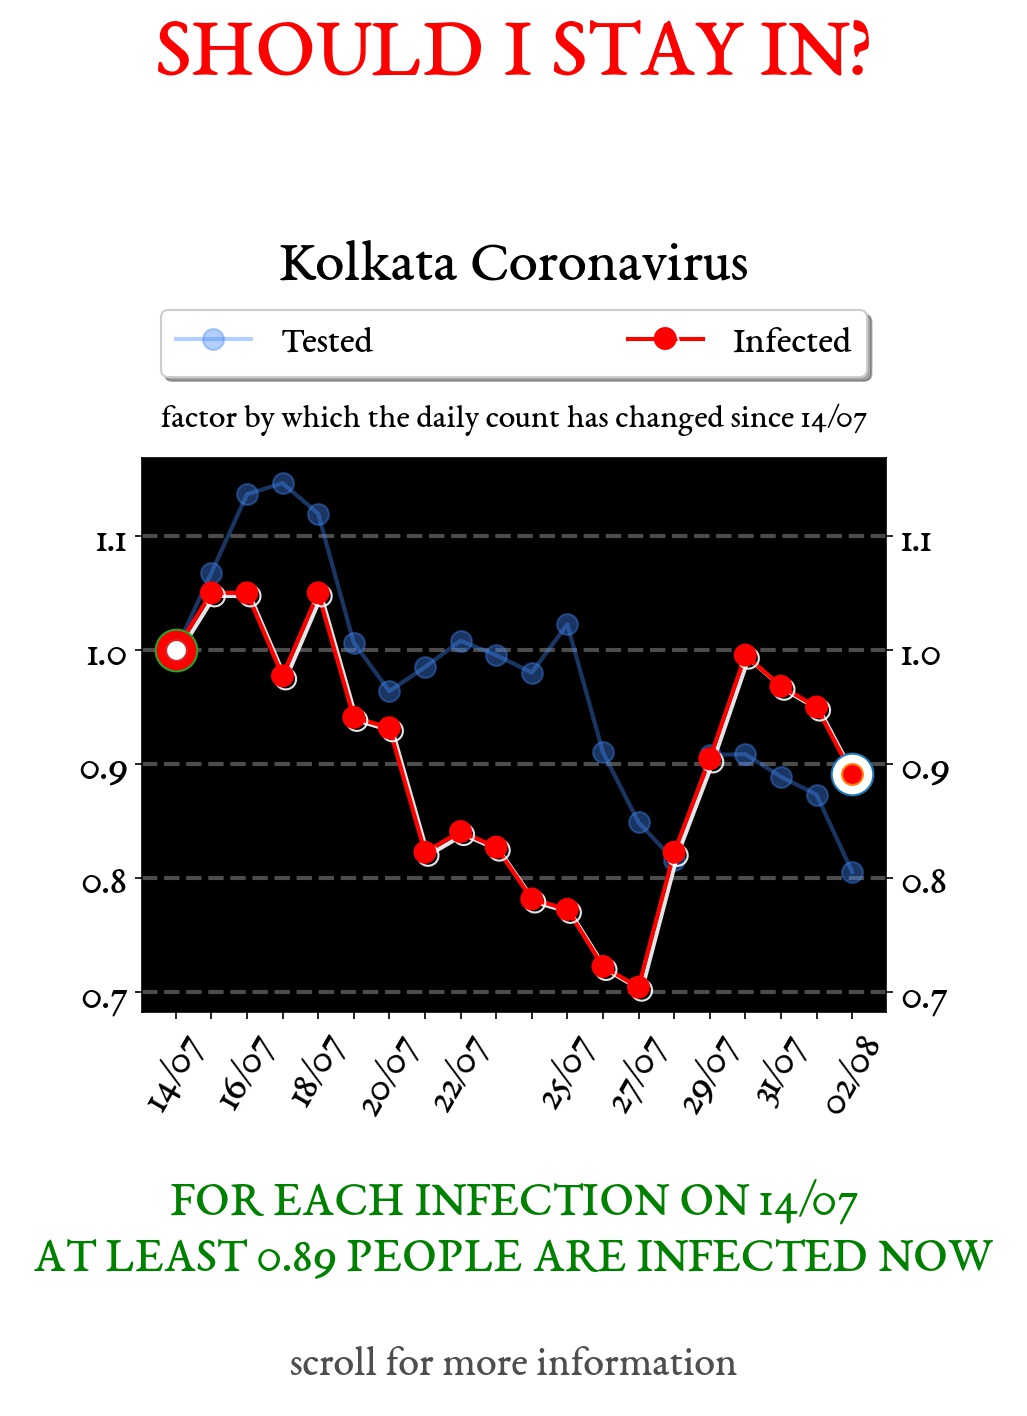 SHOULD I STAY IN?
Kolkata Coronavirus
Tested Infected
factor by which the daily count has changed since 14/07
1.1 1.1
1.0 1.0
0.9 0.9
0.8 0.8
0.7 0.7
14/07 16/07 18/07 20/07 22/07 25/07 27/07 29/07 31/07 02/08
FOR EACH INFECTION ON 14/07
AT LEAST 0.89 PEOPLE ARE INFECTED NOW
scroll for more information